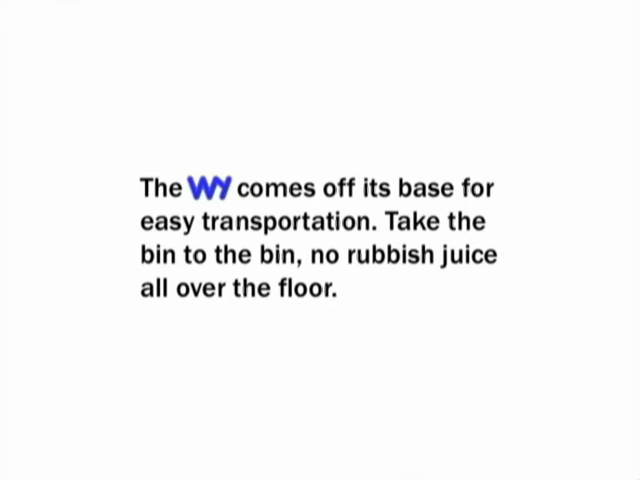 The WY comes off its base for
easy transportation. Take the
bin to the bin, no rubbish juice
all over the floor.